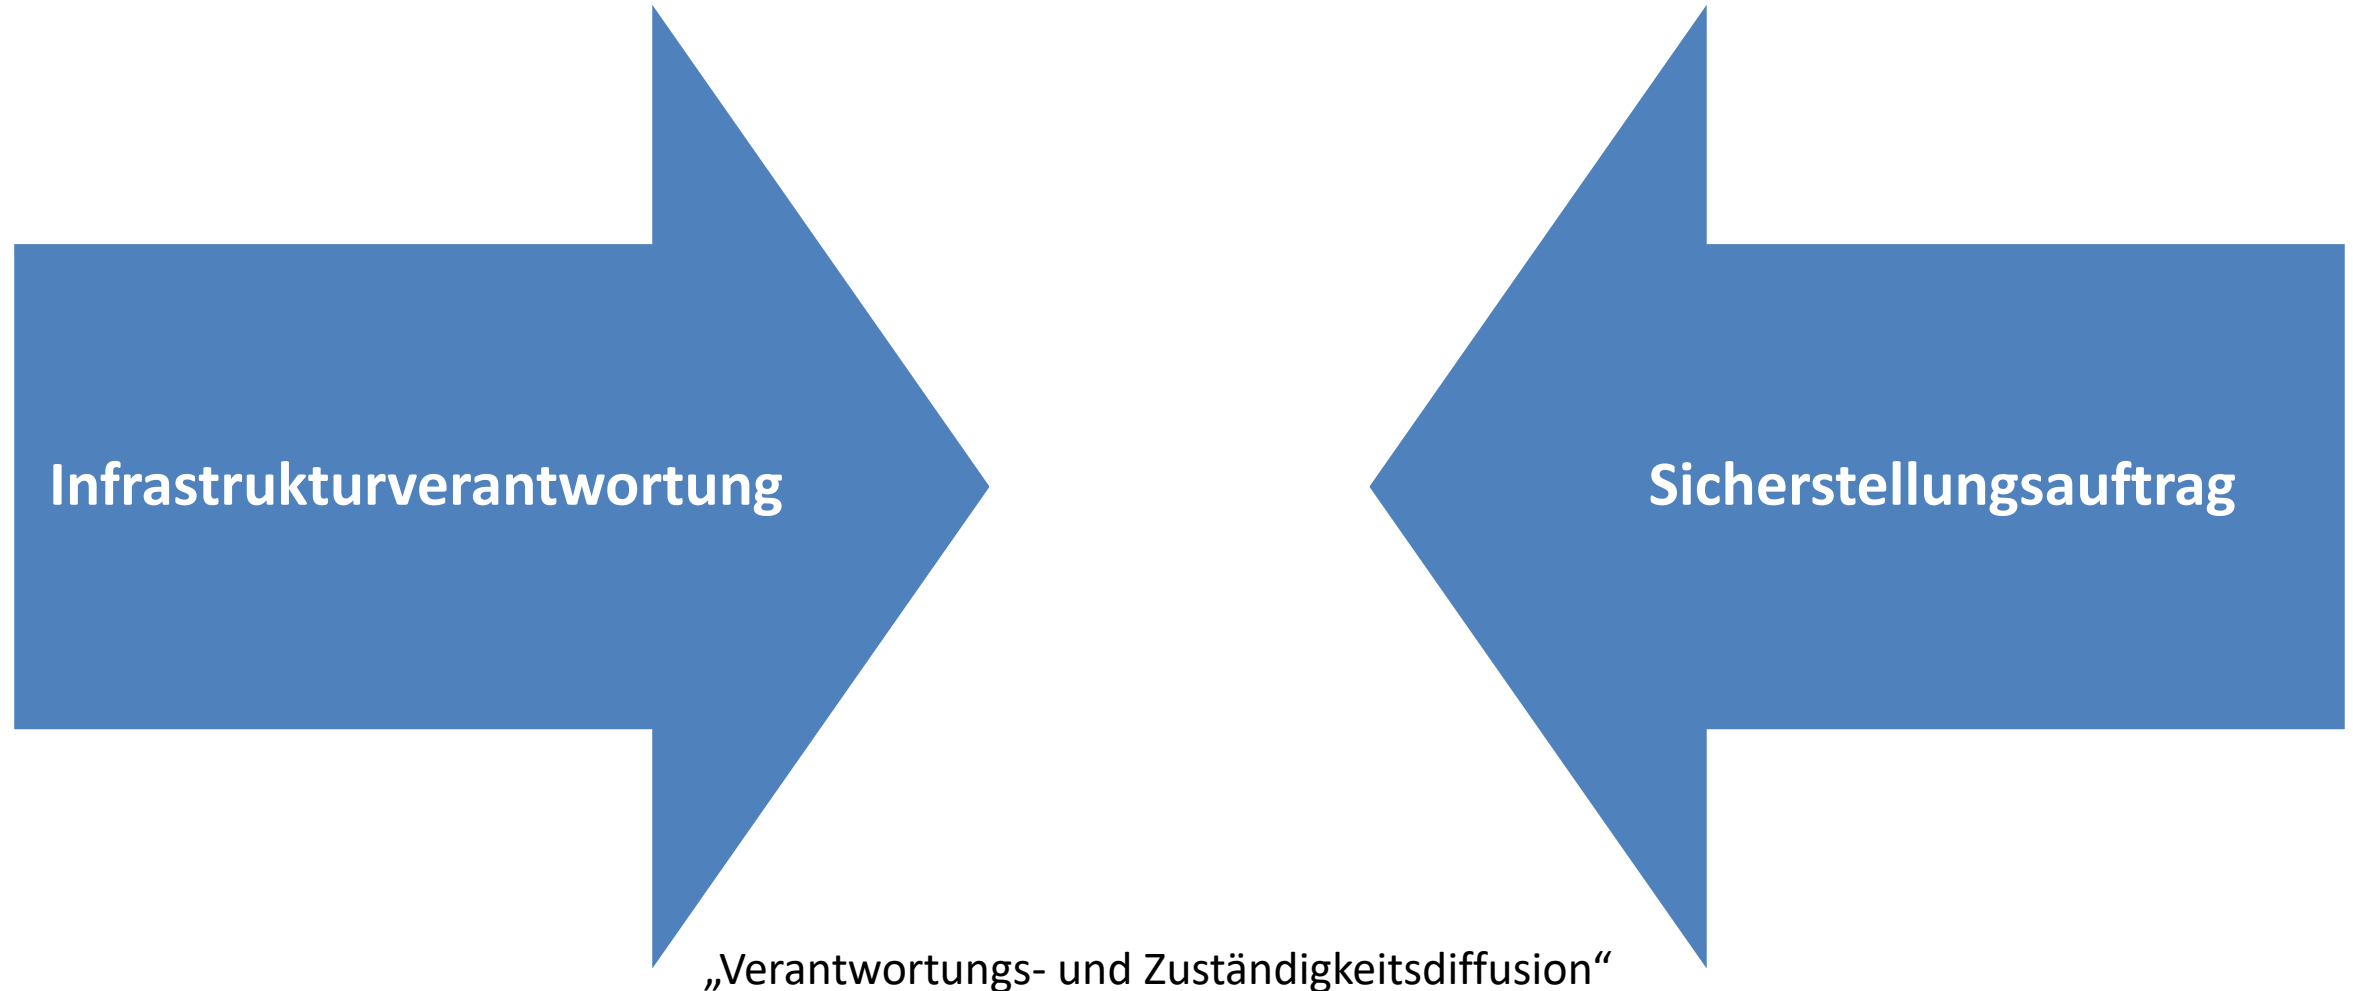 Infrastrukturverantwortung
Sicherstellungsauftrag
„Verantwortungs- und Zuständigkeitsdiffusion“